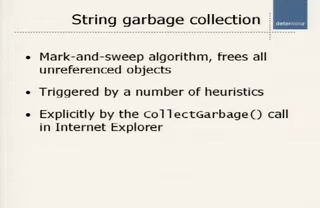 String garbage collection
• Mark-and-sweep algorithm, frees all
unreferenced objects
• Triggered by a number of heuristics
• Explicitly by the CollectGarbage() call
in Internet Explorer